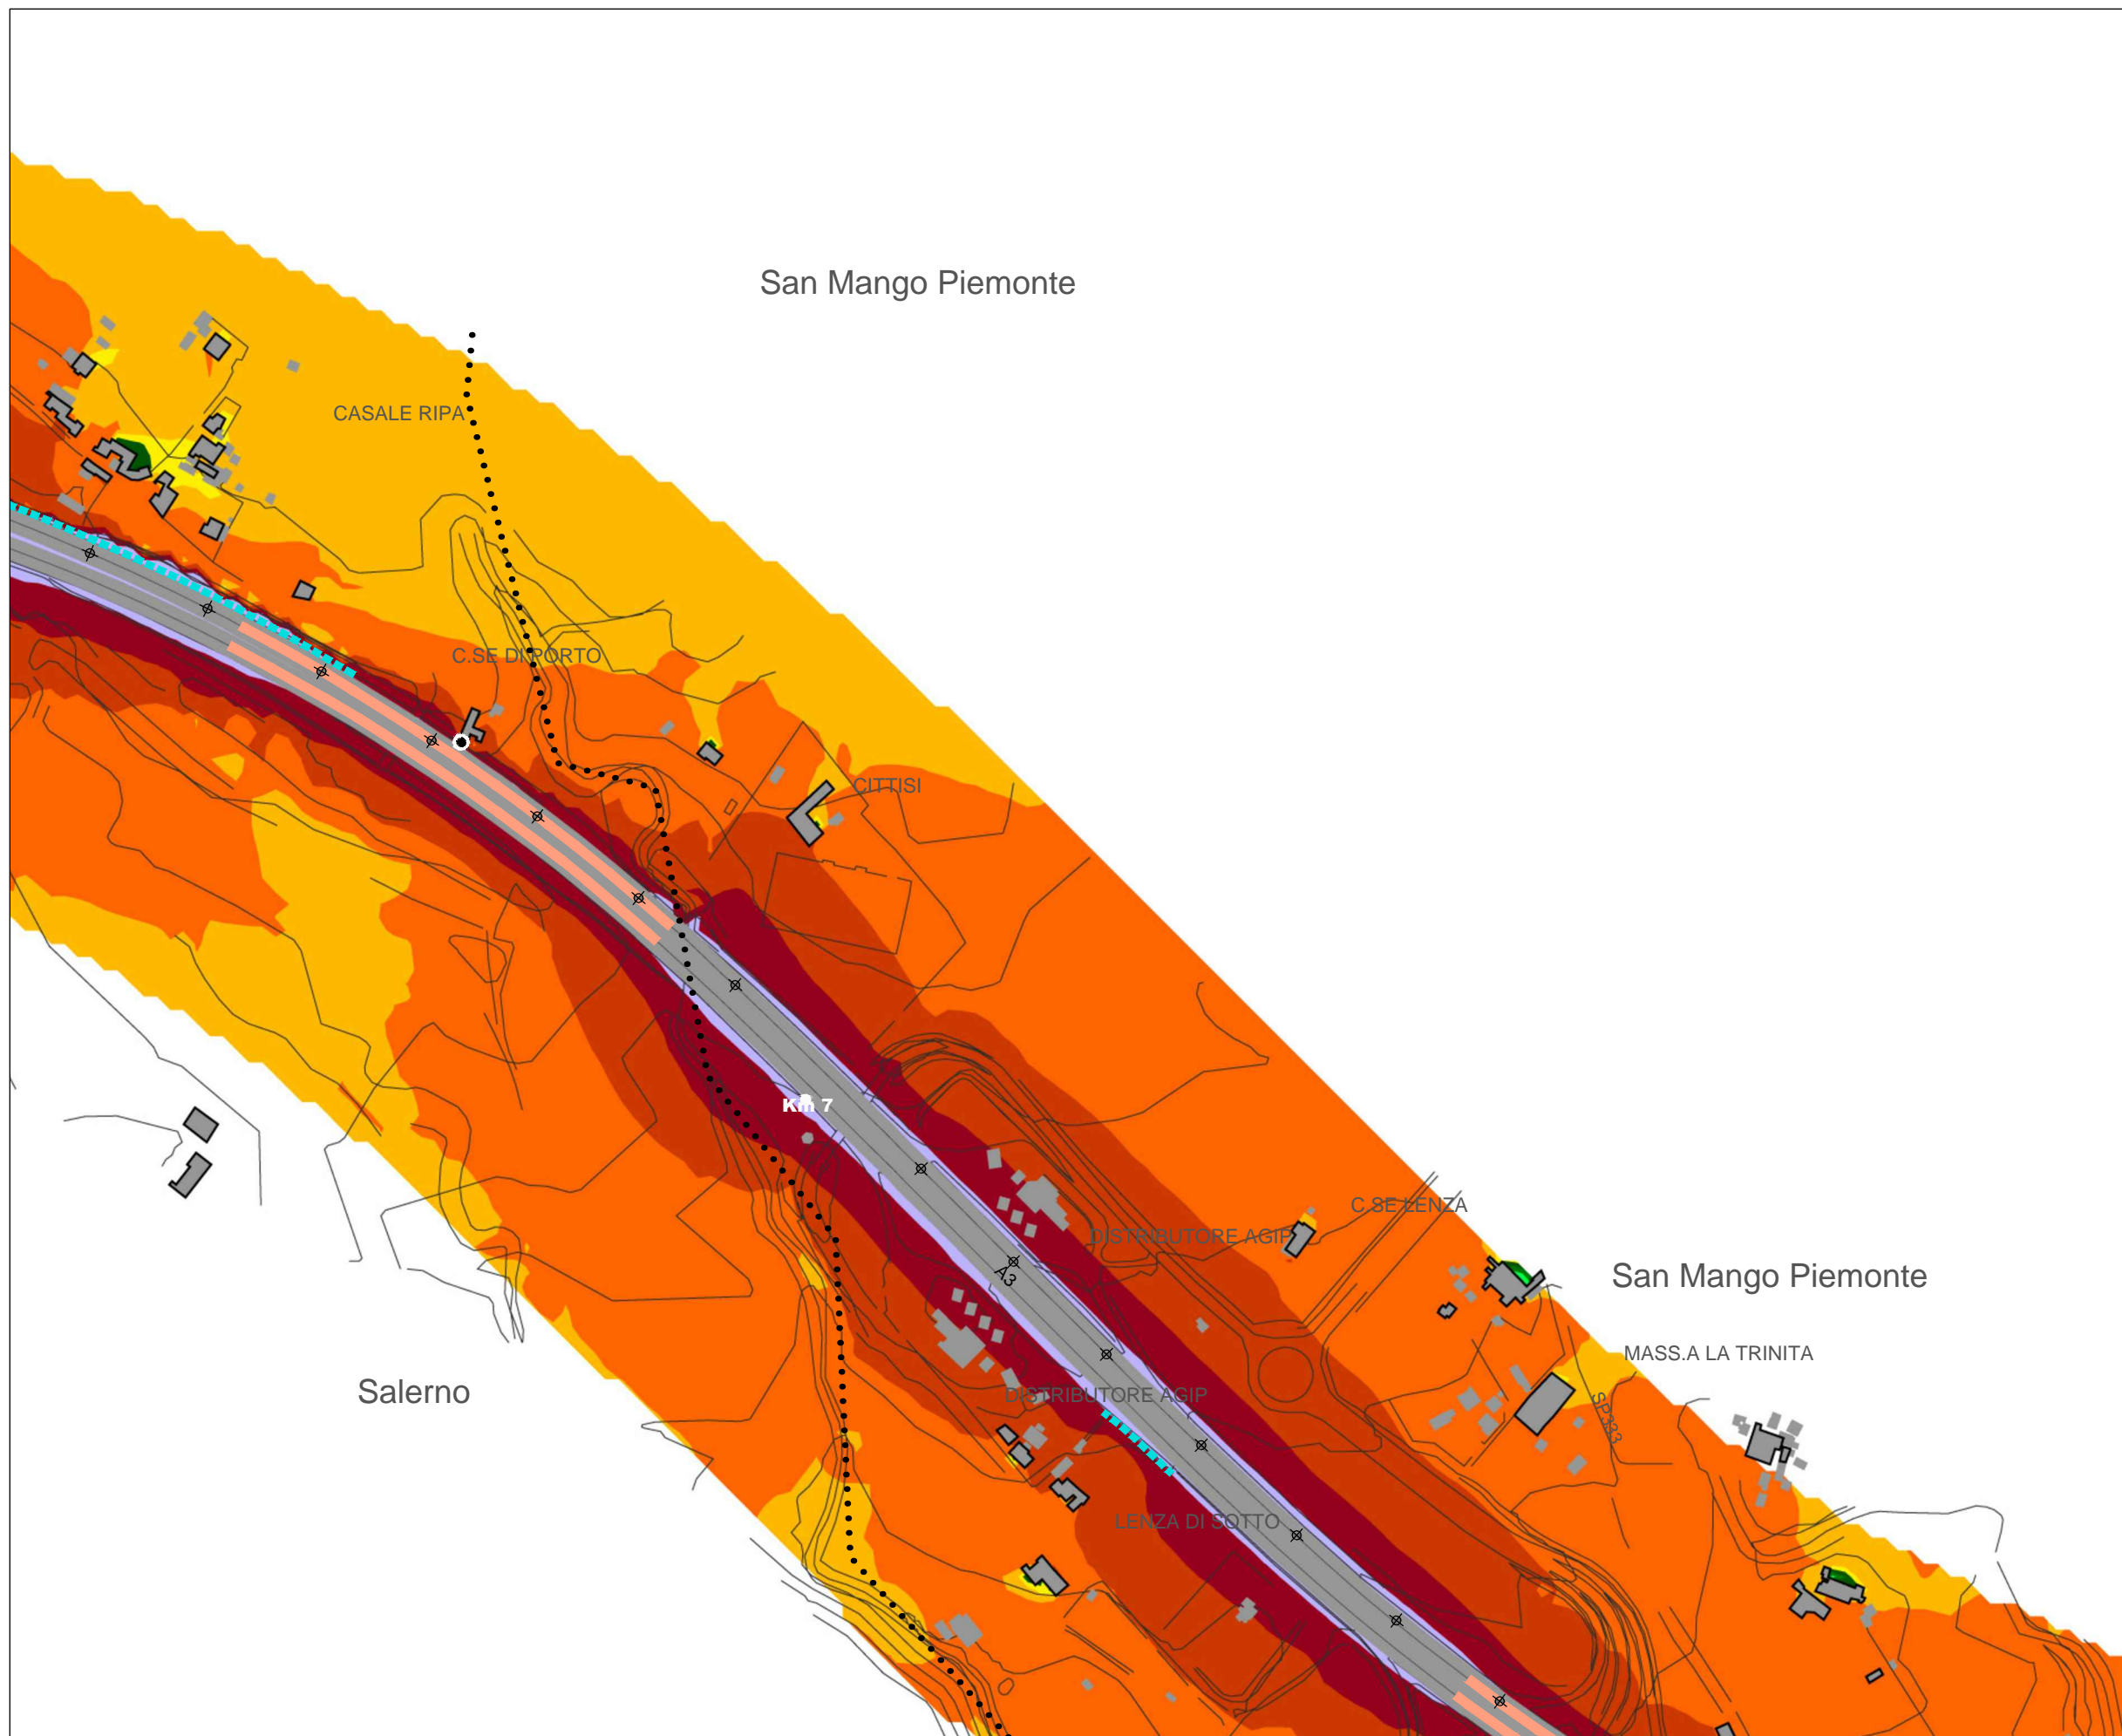 San Mango Piemonte
CASALE RIPA
C.SE DI PORTO
CITTISI
Km 7
C.SE LENZA
DISTRIBUTORE AGIP
A3
San Mango Piemonte
MASS.A LA TRINITA
Salerno
DISTRIBUTORE AGIP
SP333
LENZA DI SOTTO